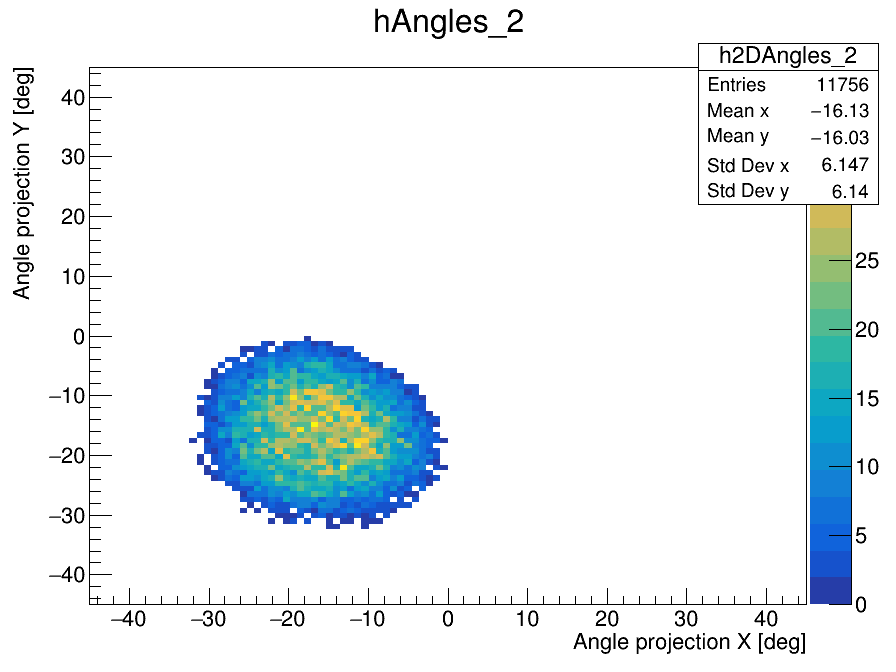 hAngles_2
h2DAngles_2
Entries 11756
Mean x −16.13
Mean y −16.03
Std Dev x 6.147
Std Dev y 6.14
Angle projection Y [deg]
40
30
20
10
0
−10
−20
−30
−40
−40 −30 −20 −10 0 10 20 30 40
Angle projection X [deg]
25
20
15
10
5
0